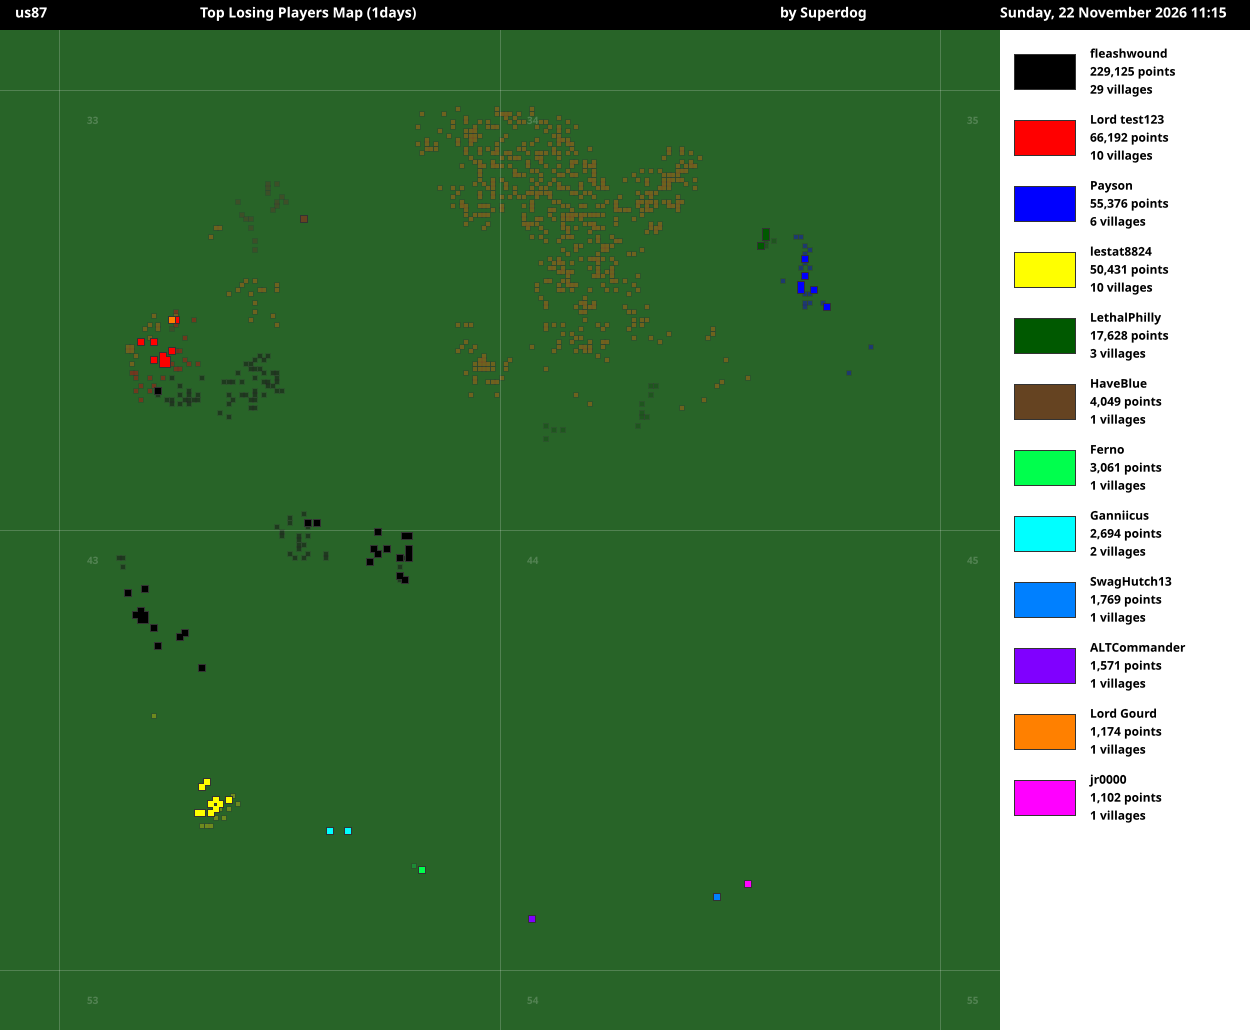 us87 Top Losing Players Map (1days) by Superdog Sunday, 22 November 2026 11:15
33 34 35
43 44 45
53 54 55
fleashwound
229,125 points
29 villages
Lord test123
66,192 points
10 villages
Payson
55,376 points
6 villages
lestat8824
50,431 points
10 villages
LethalPhilly
17,628 points
3 villages
HaveBlue
4,049 points
1 villages
Ferno
3,061 points
1 villages
Ganniicus
2,694 points
2 villages
SwagHutch13
1,769 points
1 villages
ALTCommander
1,571 points
1 villages
Lord Gourd
1,174 points
1 villages
jr0000
1,102 points
1 villages